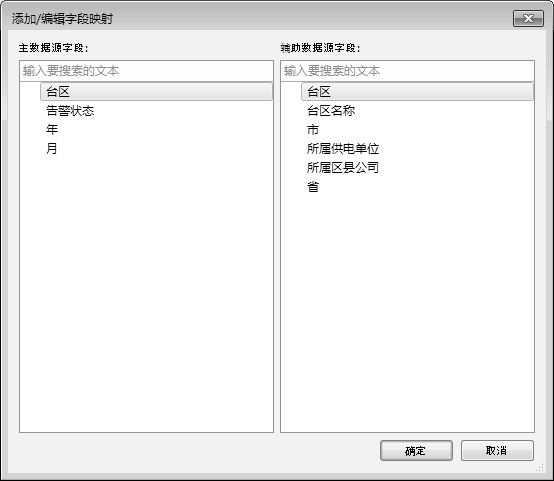 添加/编辑字段映射
主数据源字段:
输入要搜索的文本
台区
告警状态
年
月
辅助数据源字段:
输入要搜索的文本
台区
台区名称
市
所属供电单位
所属区县公司
省
确定
取消